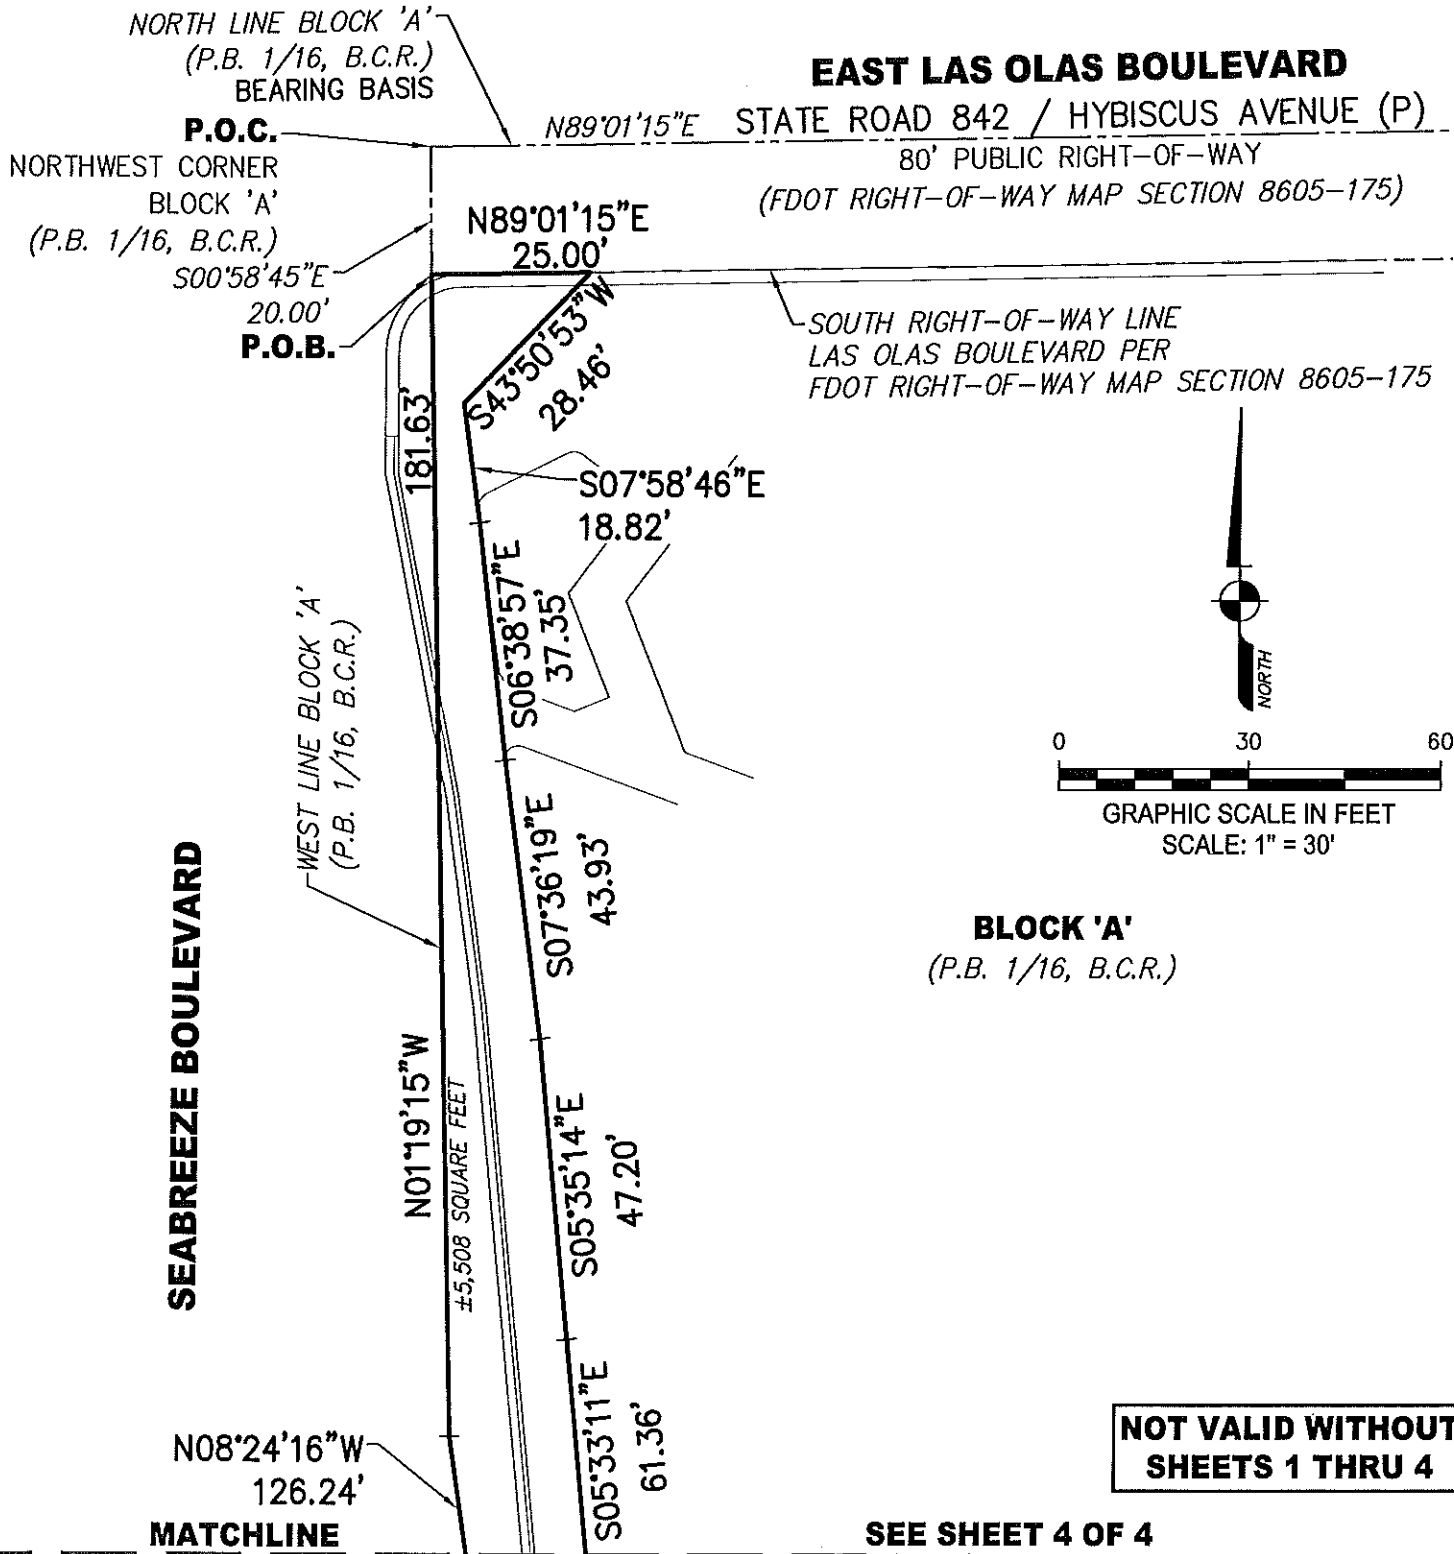 NORTH LINE BLOCK 'A'
(P.B. 1/16, B.C.R.)
BEARING BASIS
EAST LAS OLAS BOULEVARD
N89°01'15"E
STATE ROAD 842 / HYBISCUS AVENUE (P)
80' PUBLIC RIGHT-OF-WAY
(FDOT RIGHT-OF-WAY MAP SECTION 8605-175)
P.O.C.
NORTHWEST CORNER
BLOCK 'A'
(P.B. 1/16, B.C.R.)
S00°58'45"E
20.00'
P.O.B.
N89°01'15"E
25.00'
S43°50'53"W
28.46'
SOUTH RIGHT-OF-WAY LINE
LAS OLAS BOULEVARD PER
FDOT RIGHT-OF-WAY MAP SECTION 8605-175
181.63'
S07°58'46"E
18.82'
S06°38'57"E
37.35'
WEST LINE BLOCK 'A'
(P.B. 1/16, B.C.R.)
NORTH
0 30 60
GRAPHIC SCALE IN FEET
SCALE: 1" = 30'
S07°36'19"E
43.93'
SEABREEZE BOULEVARD
BLOCK 'A'
(P.B. 1/16, B.C.R.)
N01°19'15"W
±5,508 SQUARE FEET
S05°35'14"E
47.20'
S05°33'11"E
61.36'
N08°24'16"W
126.24'
NOT VALID WITHOUT
SHEETS 1 THRU 4
MATCHLINE
SEE SHEET 4 OF 4